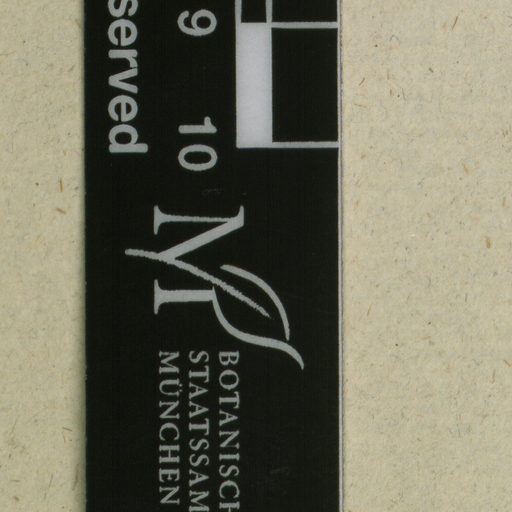 served
9
10
M
BOTANISCH
STAATSSAM
MÜNCHEN